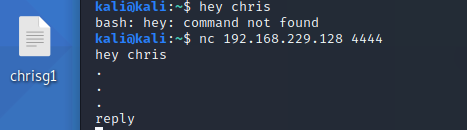 kali@kali:~$ hey chris
bash: hey: command not found
kali@kali:~$ nc 192.168.229.128 4444
hey chris
.
.
.
reply
chrisg1